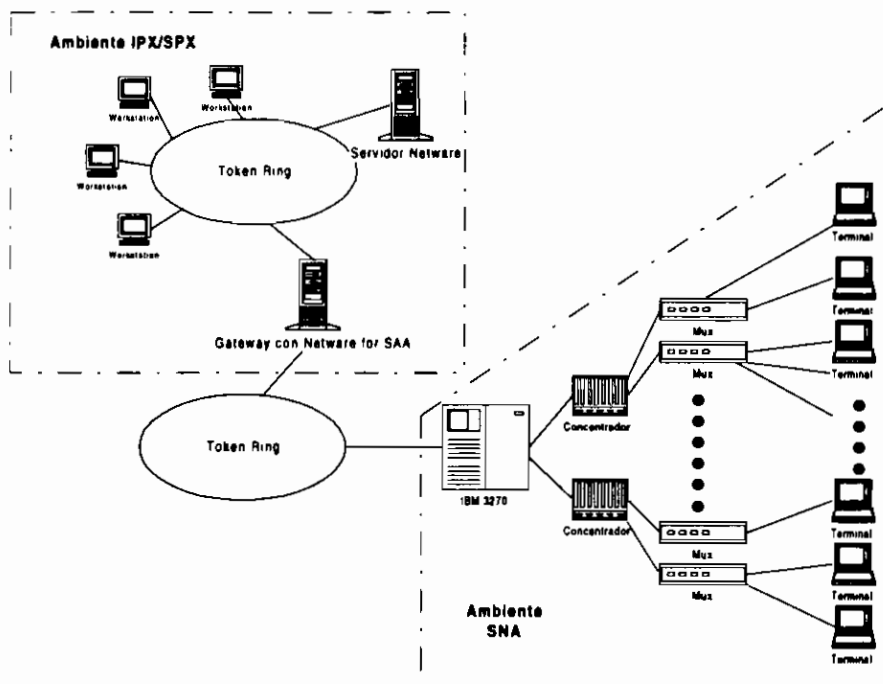 Ambiente IPX/SPX
Workstation
Workstation
Servidor Netware
Token Ring
Workstation
Workstation
Gateway con Netware for SAA
Token Ring
IBM 3270
Concentrador
Concentrador
Mux
Mux
Mux
Mux
Terminal
Terminal
Terminal
Terminal
Terminal
Terminal
Ambiente
SNA